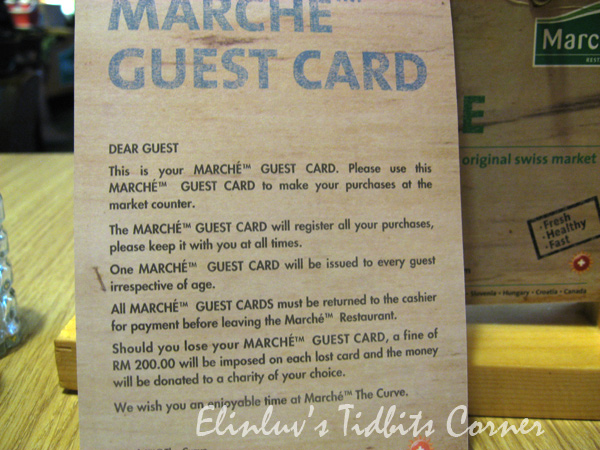 MARCHÉ™
GUEST CARD
DEAR GUEST
This is your MARCHÉ™ GUEST CARD. Please use this
MARCHÉ™ GUEST CARD to make your purchases at the
market counter.
The MARCHÉ™ GUEST CARD will register all your purchases,
please keep it with you at all times.
One MARCHÉ™ GUEST CARD will be issued to every guest
irrespective of age.
All MARCHÉ™ GUEST CARDS must be returned to the cashier
for payment before leaving the Marché™ Restaurant.
Should you lose your MARCHÉ™ GUEST CARD, a fine of
RM 200.00 will be imposed on each lost card and the money
will be donated to a charity of your choice.
We wish you an enjoyable time at Marché™ The Curve.
Marc
REST
E
original swiss market
Fresh
Healthy
Fast
Slovenia • Hungary • Croatia • Canada
Elinluv's Tidbits Corner